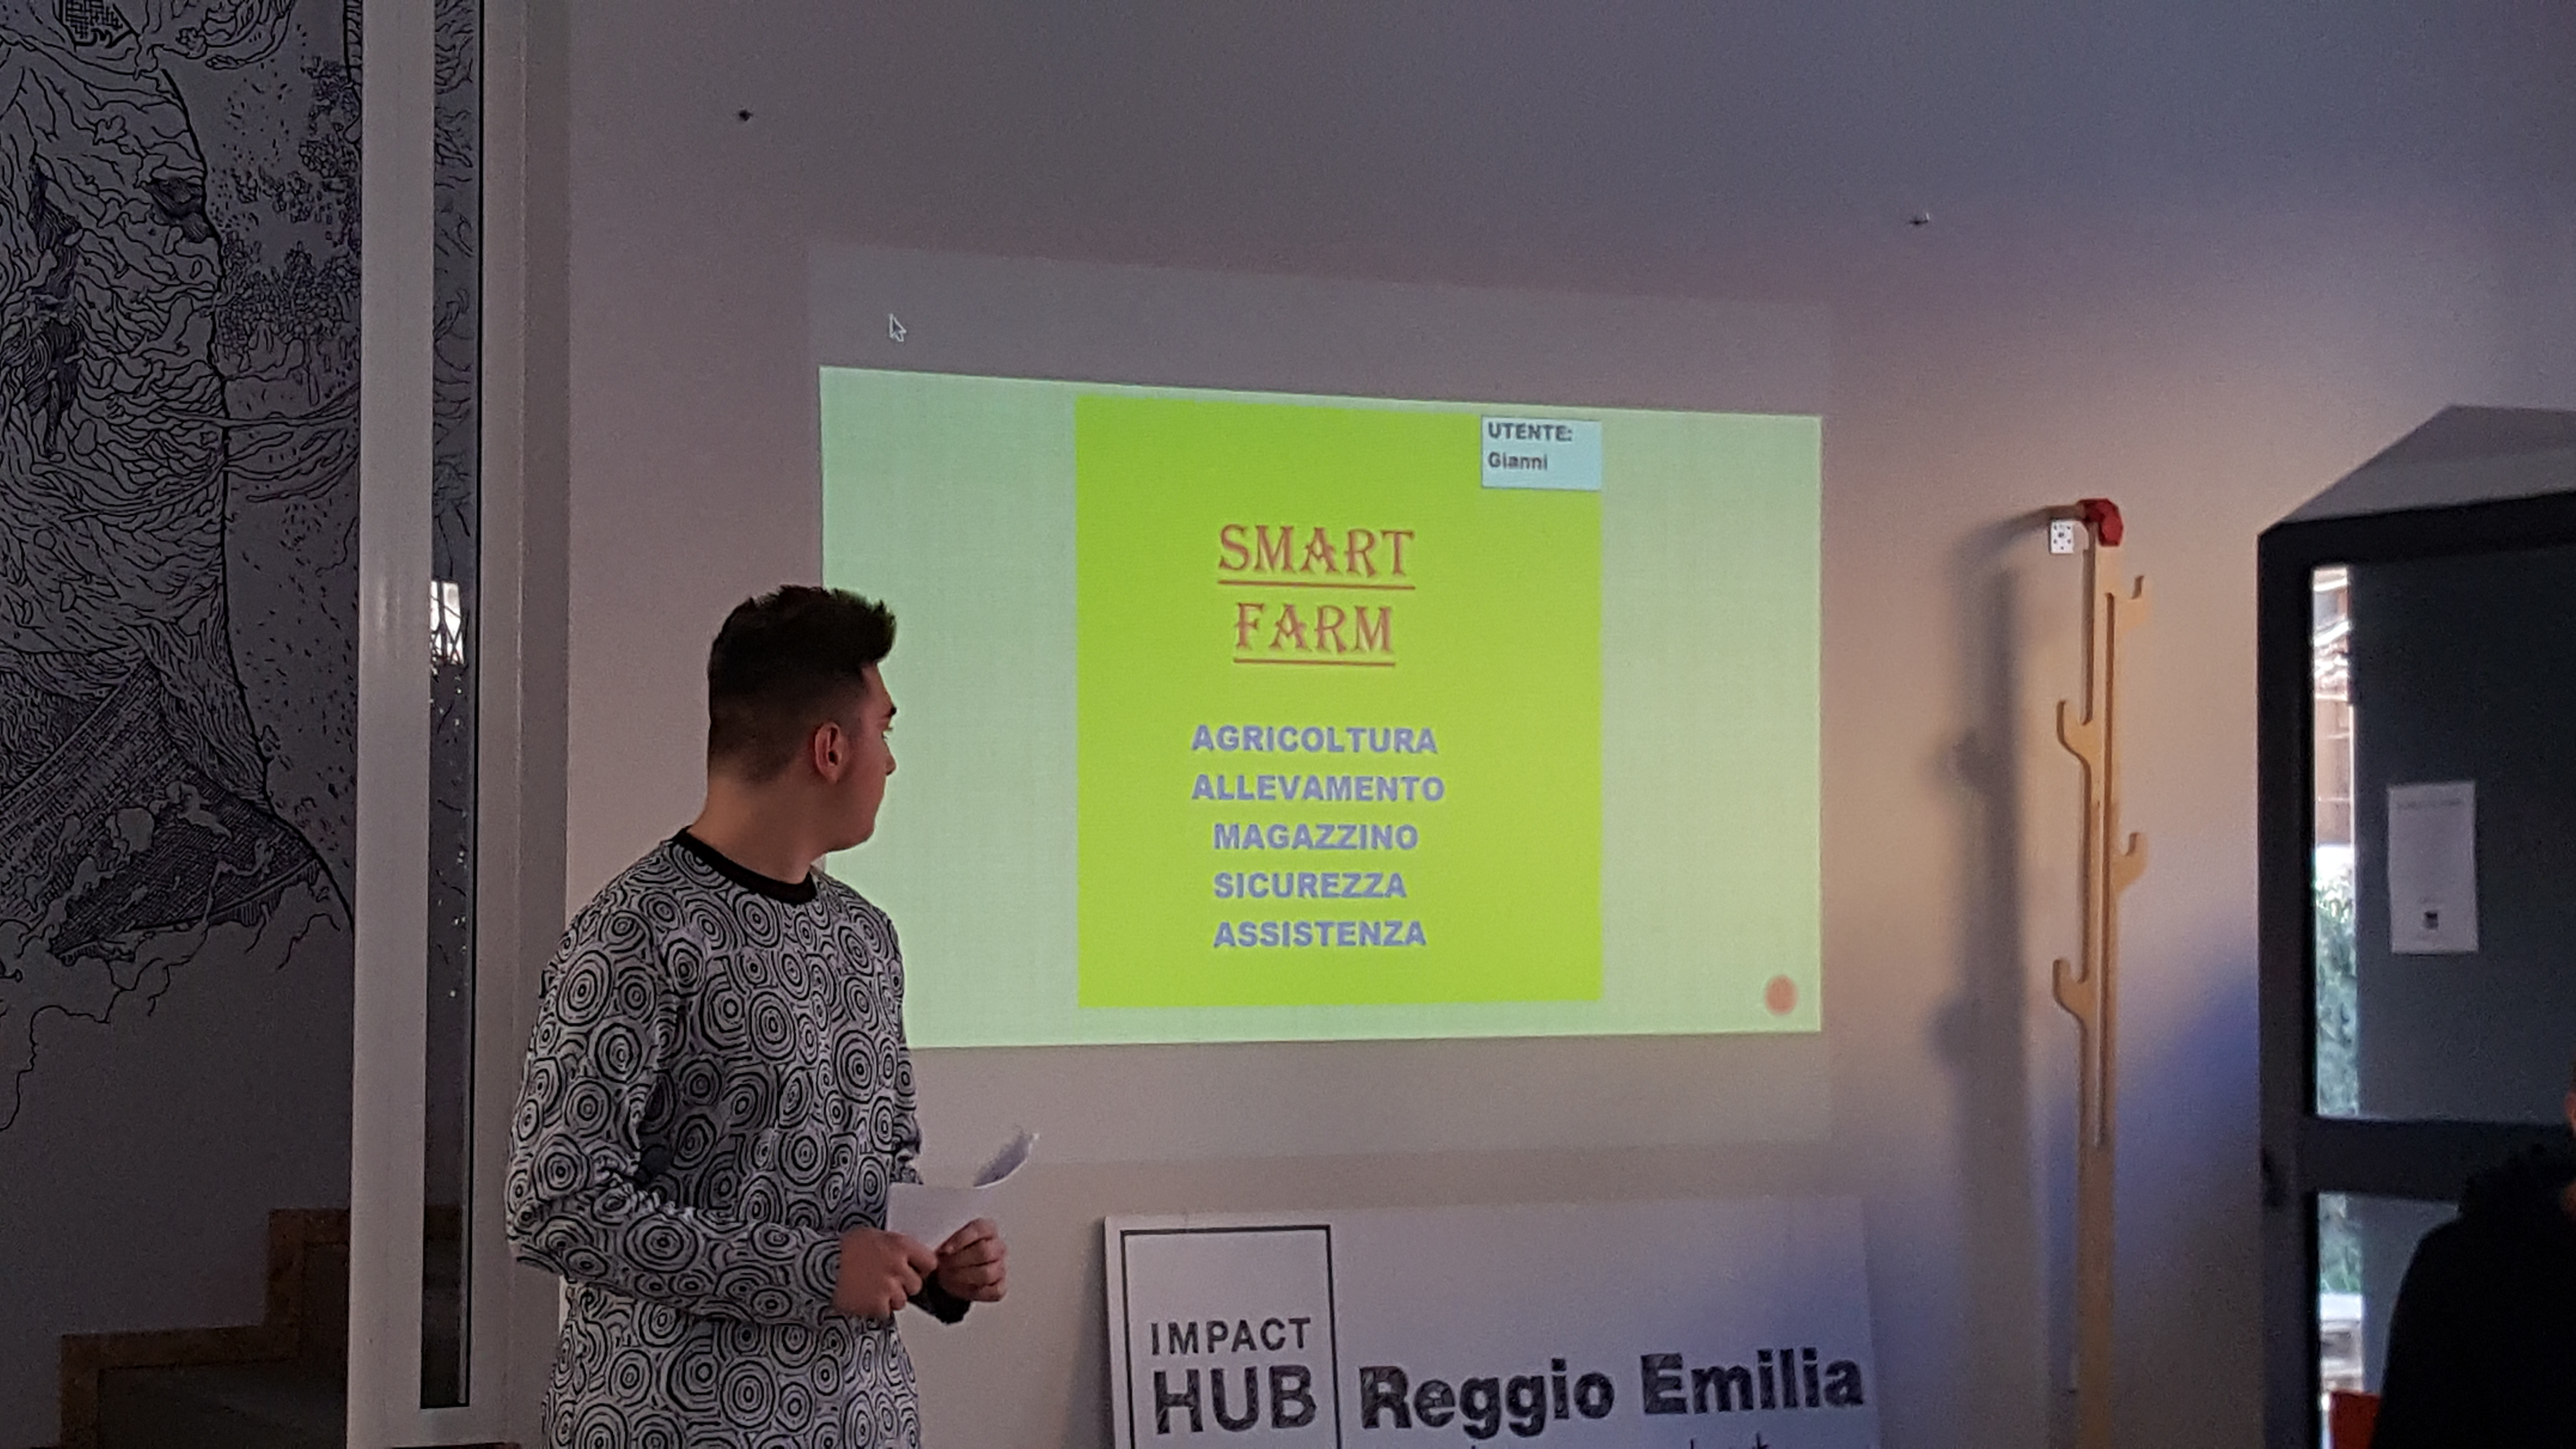 UTENTE:
Gianni
SMART
FARM
AGRICOLTURA
ALLEVAMENTO
MAGAZZINO
SICUREZZA
ASSISTENZA
IMPACT
HUB
Reggio Emilia